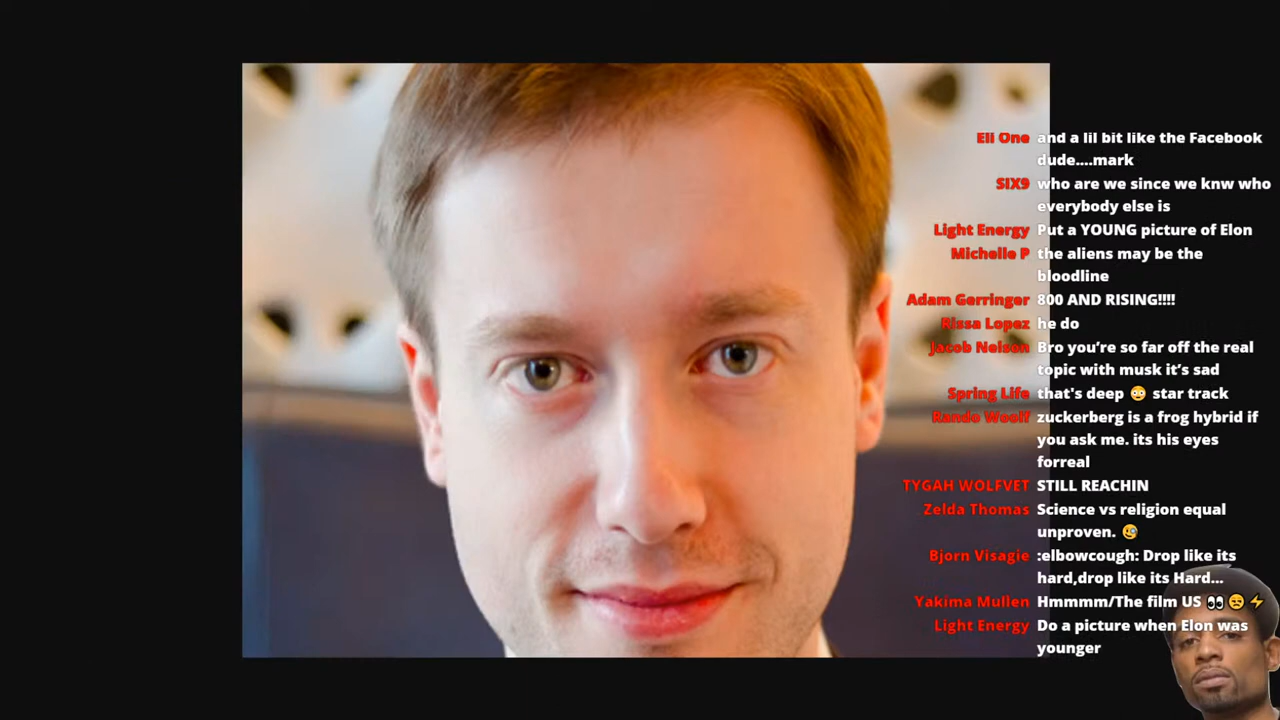 Eli One and a lil bit like the Facebook
dude....mark
SIX9 who are we since we knw who
everybody else is
Light Energy Put a YOUNG picture of Elon
Michelle P the aliens may be the
bloodline
Adam Gerringer 800 AND RISING!!!!
Rissa Lopez he do
Jacob Nelson Bro you’re so far off the real
topic with musk it’s sad
Spring Life that's deep 😳 star track
Rando Woolf zuckerberg is a frog hybrid if
you ask me. its his eyes
forreal
TYGAH WOLFVET STILL REACHIN
Zelda Thomas Science vs religion equal
unproven. 🧐
Bjorn Visagie :elbowcough: Drop like its
hard,drop like its Hard...
Yakima Mullen Hmmmm/The film US 👀😒⚡
Light Energy Do a picture when Elon was
younger